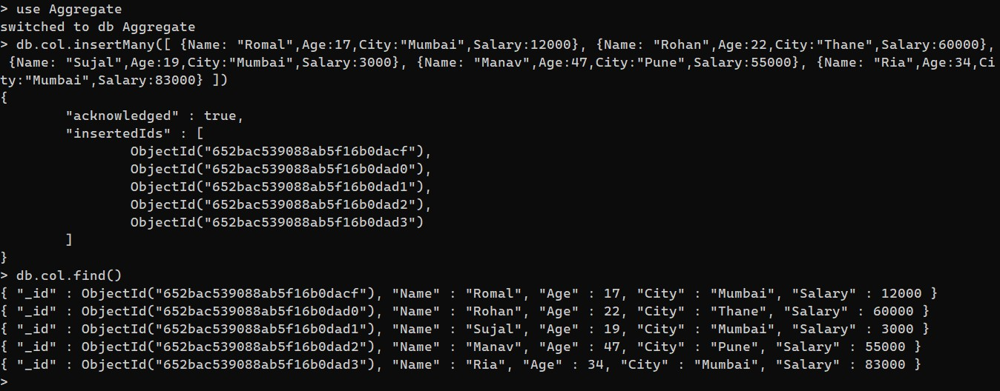 > use Aggregate
switched to db Aggregate
> db.col.insertMany([ {Name: "Romal",Age:17,City:"Mumbai",Salary:12000}, {Name: "Rohan",Age:22,City:"Thane",Salary:60000},
 {Name: "Sujal",Age:19,City:"Mumbai",Salary:3000}, {Name: "Manav",Age:47,City:"Pune",Salary:55000}, {Name: "Ria",Age:34,Ci
ty:"Mumbai",Salary:83000} ])
{
        "acknowledged" : true,
        "insertedIds" : [
                ObjectId("652bac539088ab5f16b0dacf"),
                ObjectId("652bac539088ab5f16b0dad0"),
                ObjectId("652bac539088ab5f16b0dad1"),
                ObjectId("652bac539088ab5f16b0dad2"),
                ObjectId("652bac539088ab5f16b0dad3")
        ]
}
> db.col.find()
{ "_id" : ObjectId("652bac539088ab5f16b0dacf"), "Name" : "Romal", "Age" : 17, "City" : "Mumbai", "Salary" : 12000 }
{ "_id" : ObjectId("652bac539088ab5f16b0dad0"), "Name" : "Rohan", "Age" : 22, "City" : "Thane", "Salary" : 60000 }
{ "_id" : ObjectId("652bac539088ab5f16b0dad1"), "Name" : "Sujal", "Age" : 19, "City" : "Mumbai", "Salary" : 3000 }
{ "_id" : ObjectId("652bac539088ab5f16b0dad2"), "Name" : "Manav", "Age" : 47, "City" : "Pune", "Salary" : 55000 }
{ "_id" : ObjectId("652bac539088ab5f16b0dad3"), "Name" : "Ria", "Age" : 34, "City" : "Mumbai", "Salary" : 83000 }
>